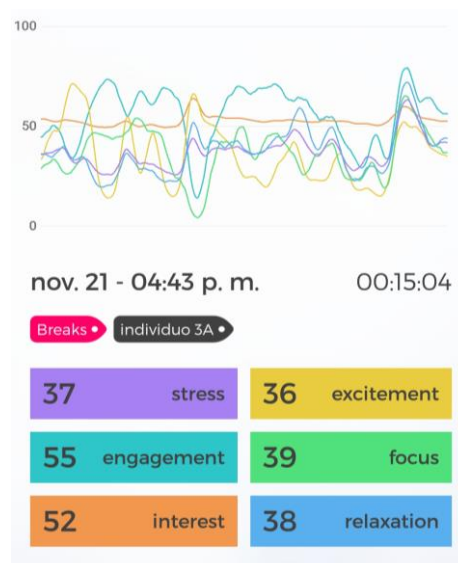 100
50
0
nov. 21 - 04:43 p. m. 00:15:04
Breaks individuo 3A
37 stress 36 excitement
55 engagement 39 focus
52 interest 38 relaxation